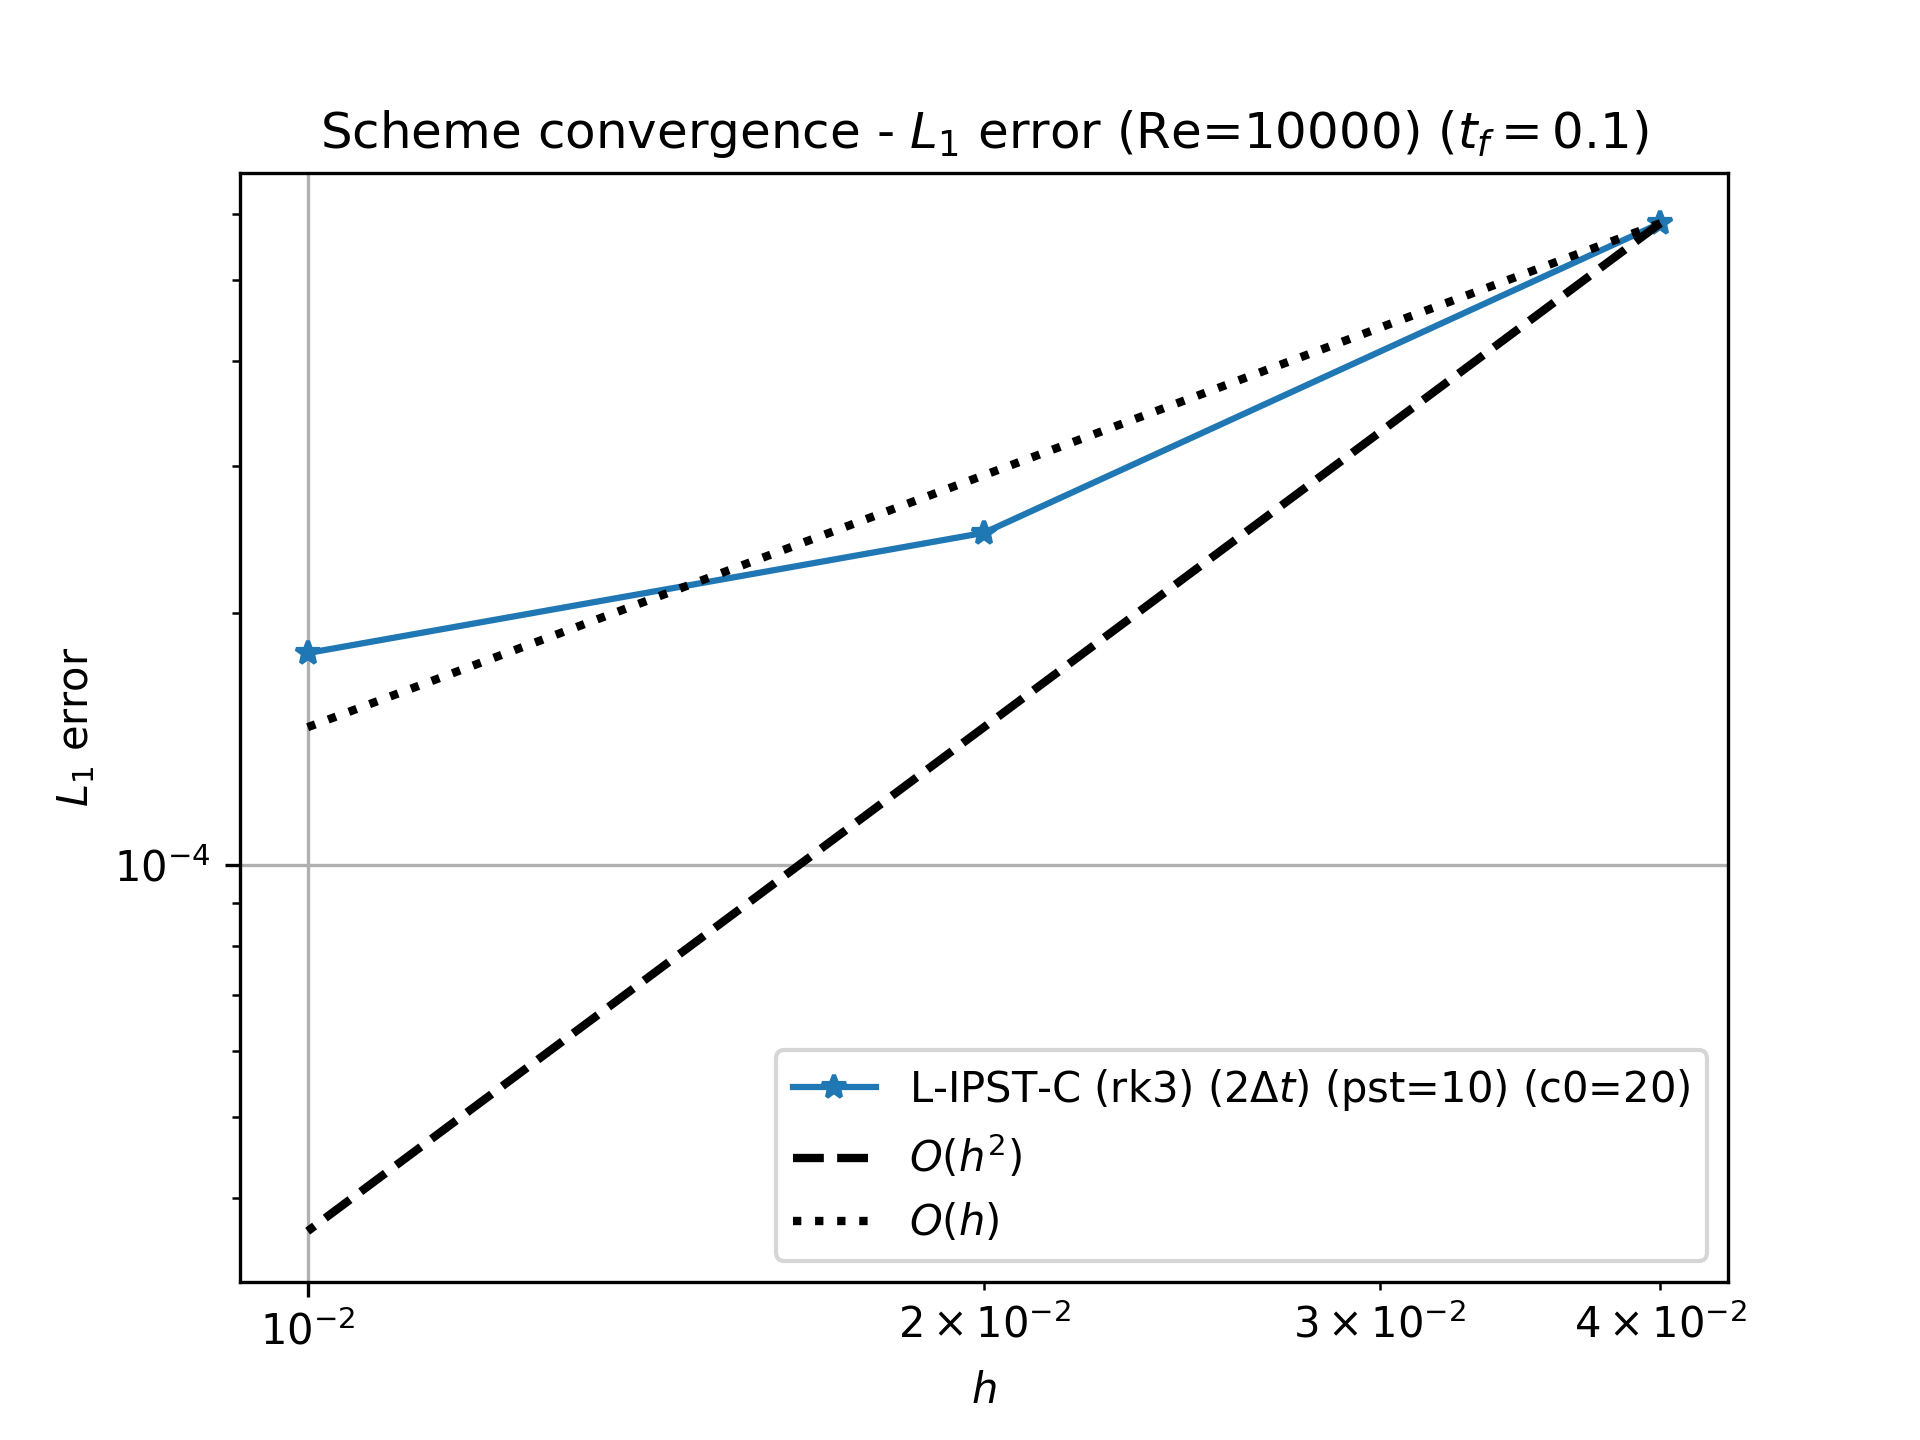 Scheme convergence - L₁ error (Re=10000) (t_f = 0.1)
L₁ error
10⁻⁴
L-IPST-C (rk3) (2Δt) (pst=10) (c0=20)
O(h²)
O(h)
10⁻² 2 × 10⁻² 3 × 10⁻² 4 × 10⁻²
h